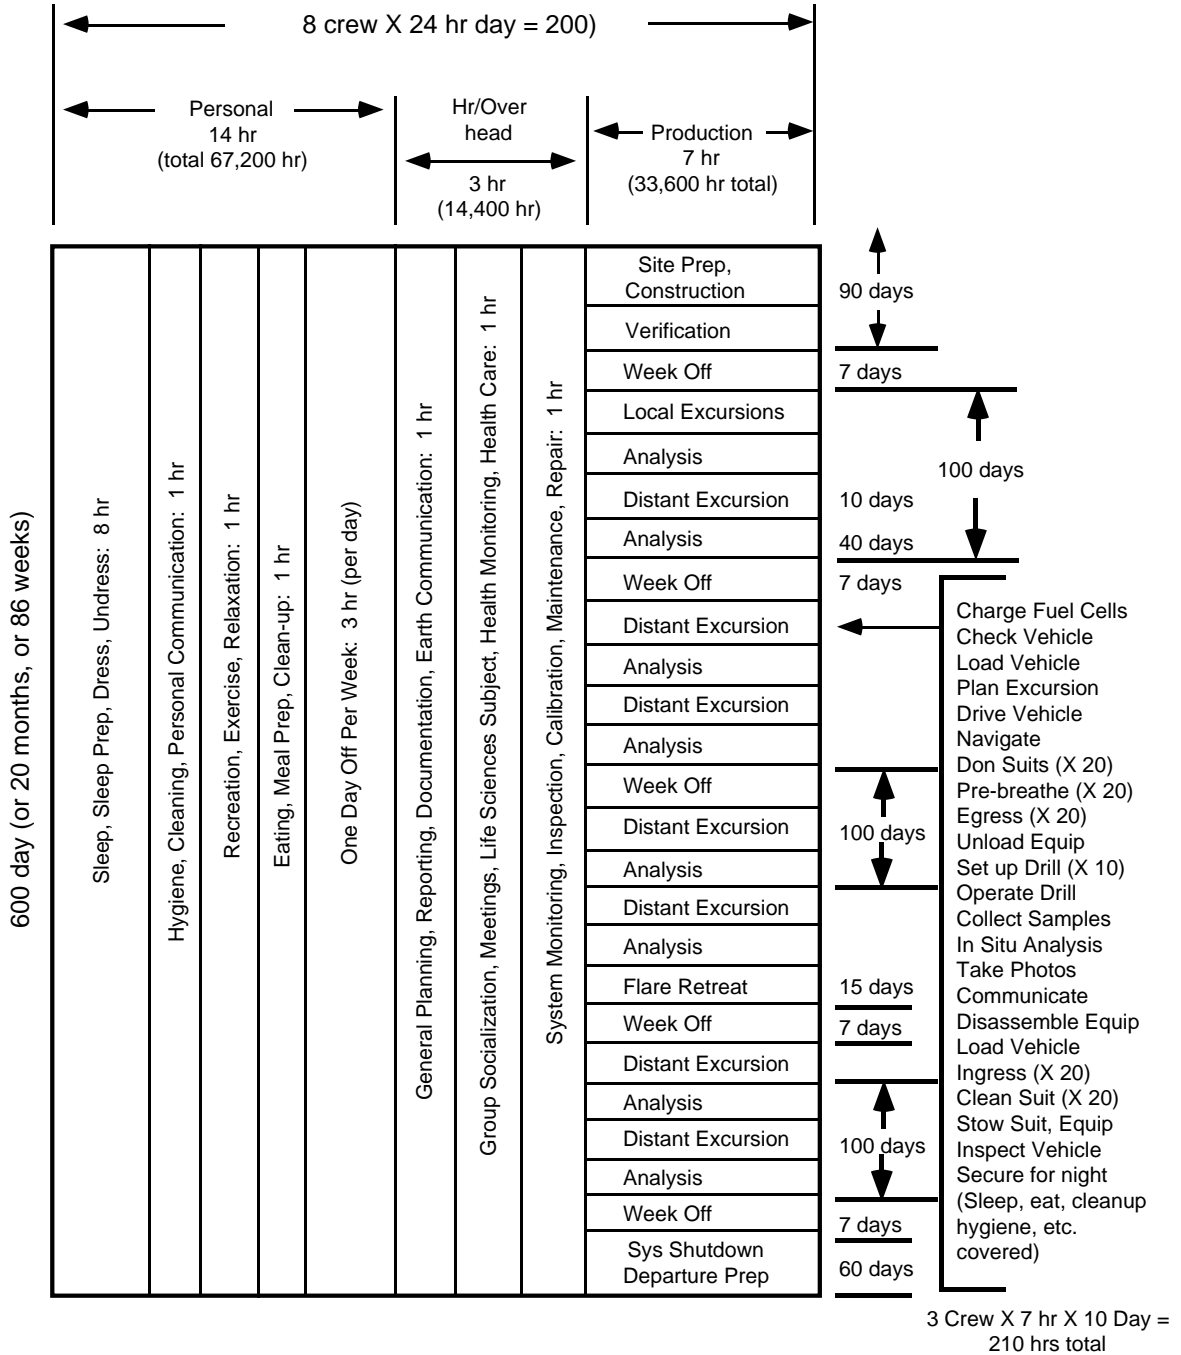 8 crew X 24 hr day = 200)
Personal
14 hr
(total 67,200 hr)
Hr/Over
head
3 hr
(14,400 hr)
Production
7 hr
(33,600 hr total)
600 day (or 20 months, or 86 weeks)
Sleep, Sleep Prep, Dress, Undress: 8 hr
Hygiene, Cleaning, Personal Communication: 1 hr
Recreation, Exercise, Relaxation: 1 hr
Eating, Meal Prep, Clean-up: 1 hr
One Day Off Per Week: 3 hr (per day)
General Planning, Reporting, Documentation, Earth Communication: 1 hr
Group Socialization, Meetings, Life Sciences Subject, Health Monitoring, Health Care: 1 hr
System Monitoring, Inspection, Calibration, Maintenance, Repair: 1 hr
Site Prep,
Construction
Verification
Week Off
Local Excursions
Analysis
Distant Excursion
Analysis
Week Off
Distant Excursion
Analysis
Distant Excursion
Analysis
Week Off
Distant Excursion
Analysis
Distant Excursion
Analysis
Flare Retreat
Week Off
Distant Excursion
Analysis
Distant Excursion
Analysis
Week Off
Sys Shutdown
Departure Prep
90 days
7 days
100 days
10 days
40 days
7 days
100 days
15 days
7 days
100 days
7 days
60 days
Charge Fuel Cells
Check Vehicle
Load Vehicle
Plan Excursion
Drive Vehicle
Navigate
Don Suits (X 20)
Pre-breathe (X 20)
Egress (X 20)
Unload Equip
Set up Drill (X 10)
Operate Drill
Collect Samples
In Situ Analysis
Take Photos
Communicate
Disassemble Equip
Load Vehicle
Ingress (X 20)
Clean Suit (X 20)
Stow Suit, Equip
Inspect Vehicle
Secure for night
(Sleep, eat, cleanup
hygiene, etc.
covered)
3 Crew X 7 hr X 10 Day =
210 hrs total